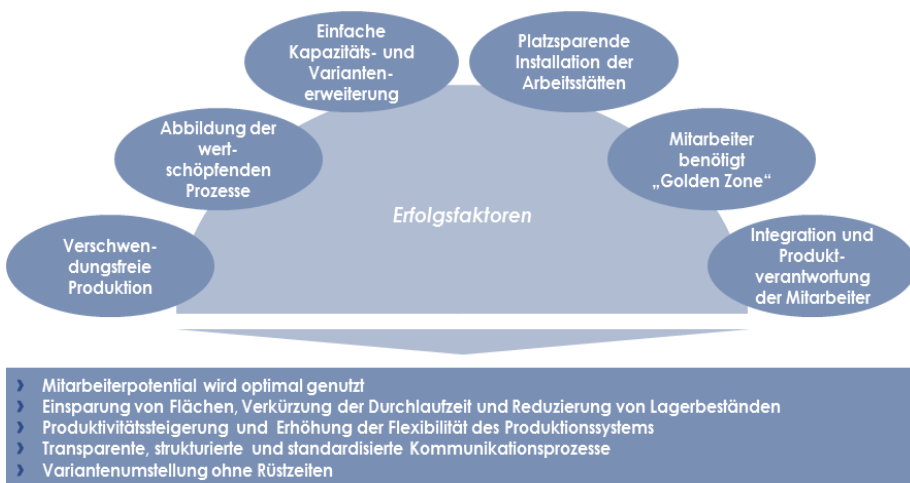 Einfache
Kapazitäts- und
Varianten-
erweiterung
Platzsparende
Installation der
Arbeitsstätten
Abbildung der
wert-
schöpfenden
Prozesse
Mitarbeiter
benötigt
„Golden Zone“
Erfolgsfaktoren
Verschwen-
dungsfreie
Produktion
Integration und
Produkt-
verantwortung
der Mitarbeiter
Mitarbeiterpotential wird optimal genutzt
Einsparung von Flächen, Verkürzung der Durchlaufzeit und Reduzierung von Lagerbeständen
Produktivitätssteigerung und Erhöhung der Flexibilität des Produktionssystems
Transparente, strukturierte und standardisierte Kommunikationsprozesse
Variantenumstellung ohne Rüstzeiten